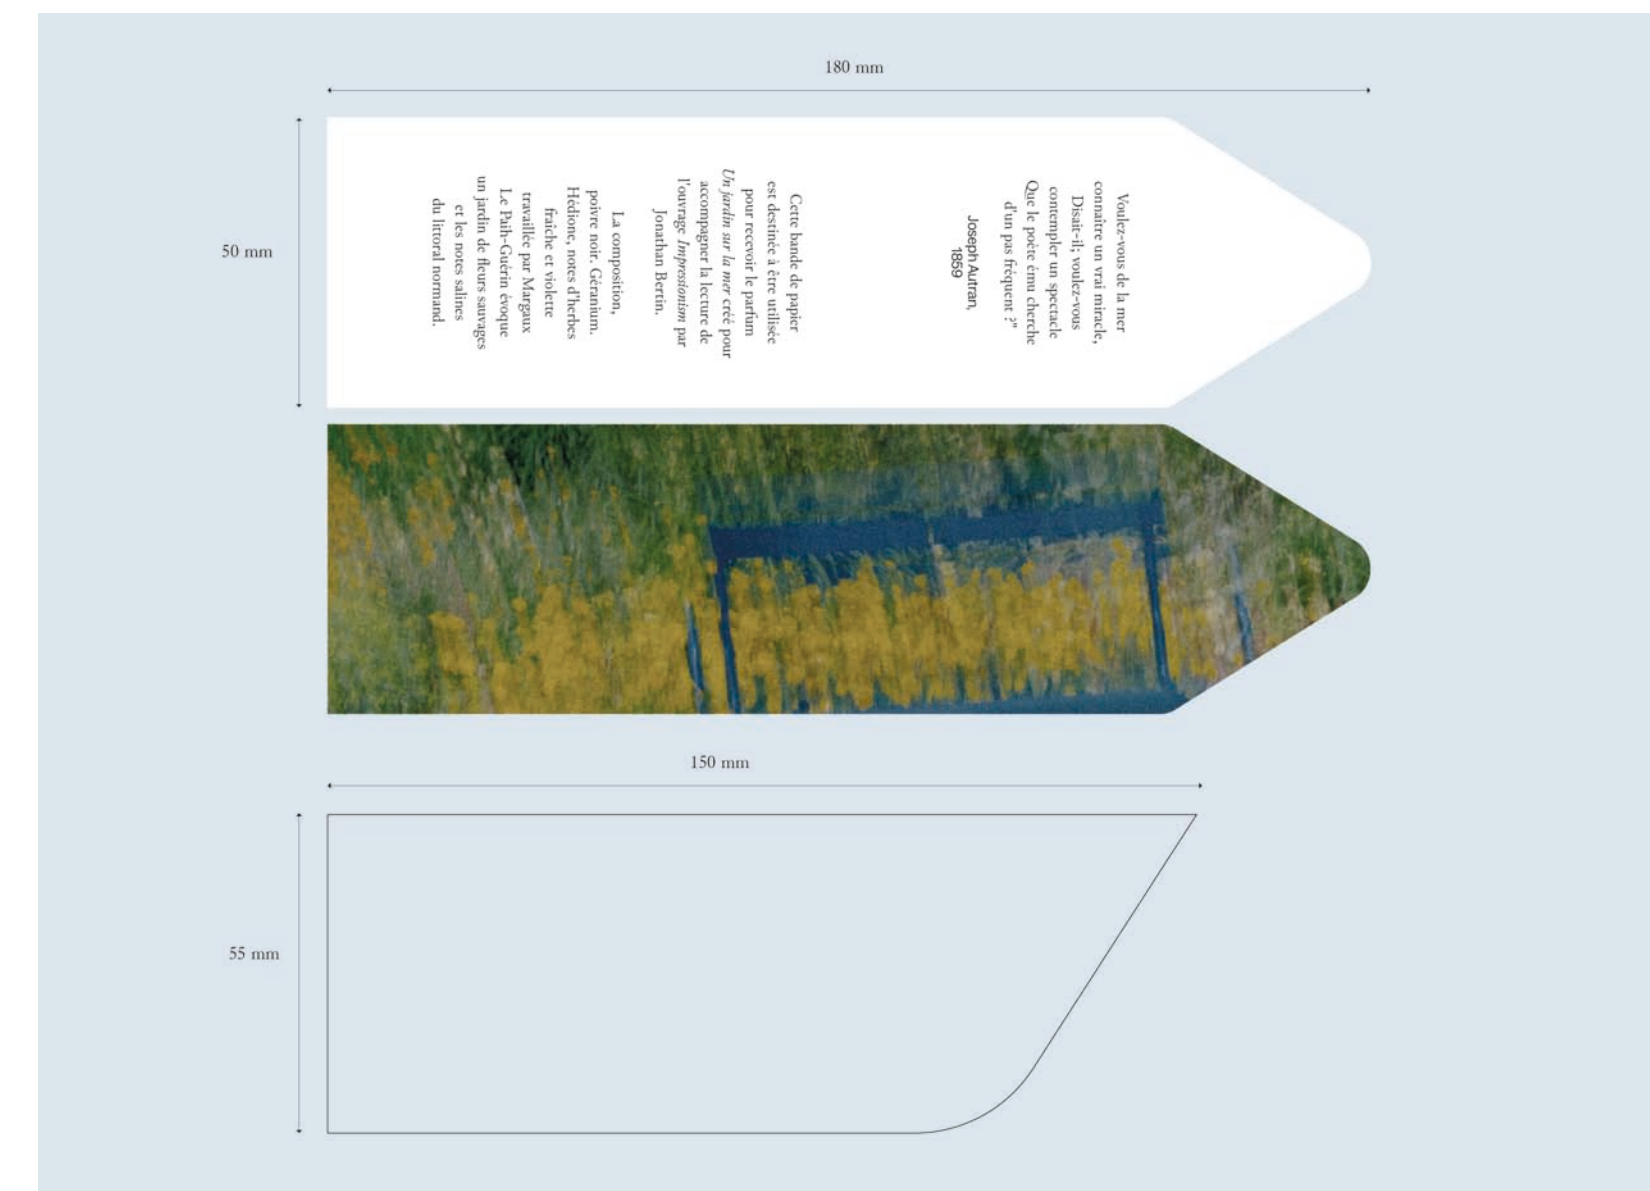 180 mm
50 mm
Voulez-vous de la mer
connaître un vrai miracle,
Disait-il; voulez-vous
contempler un spectacle
Que le poète ému cherche
d'un pas fréquent ?"
Joseph Autran,
1859
Cette bande de papier
est destinée à être utilisée
pour recevoir le parfum
Un jardin sur la mer créé pour
accompagner la lecture de
l'ouvrage Impressionism par
Jonathan Bertin.
La composition,
poivre noir. Géranium.
Hédione, notes d'herbes
fraîche et violette
travaillée par Margaux
Le Paih-Guérin évoque
un jardin de fleurs sauvages
et les notes salines
du littoral normand.
150 mm
55 mm